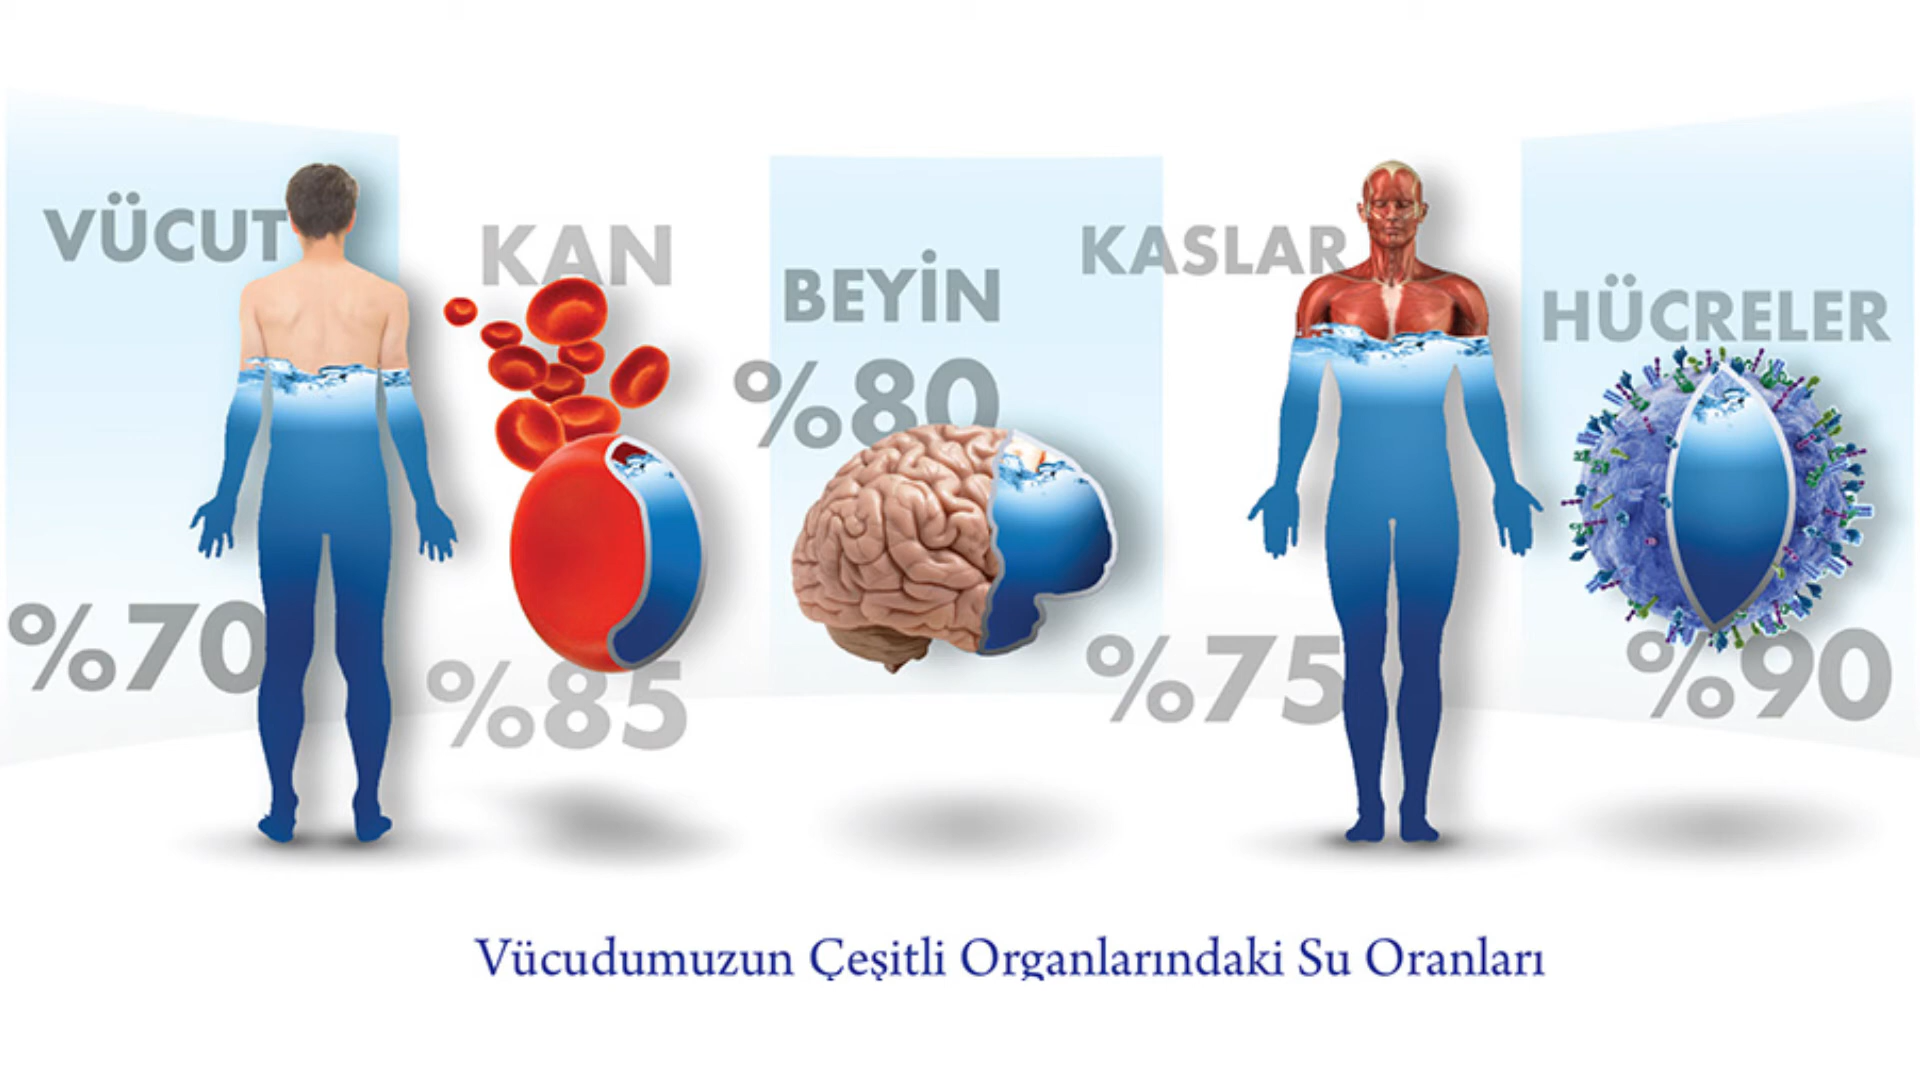 VÜCUT
%70
KAN
%85
BEYİN
%80
KASLAR
%75
HÜCRELER
%90
Vücudumuzun Çeşitli Organlarındaki Su Oranları